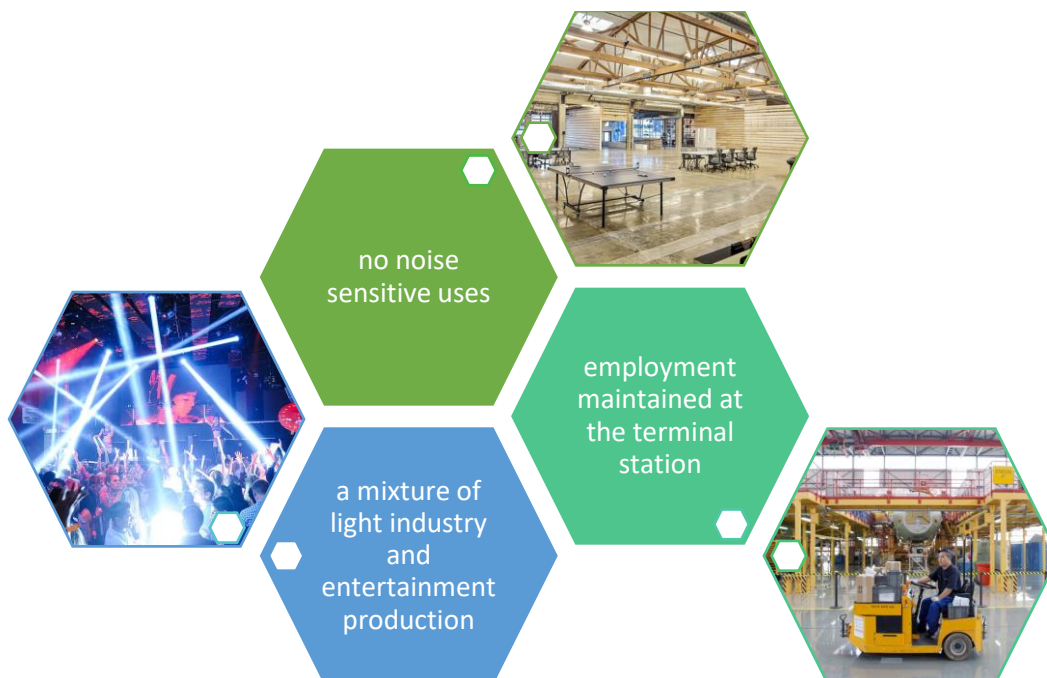 no noise
sensitive uses
employment
maintained at
the terminal
station
a mixture of
light industry
and
entertainment
production